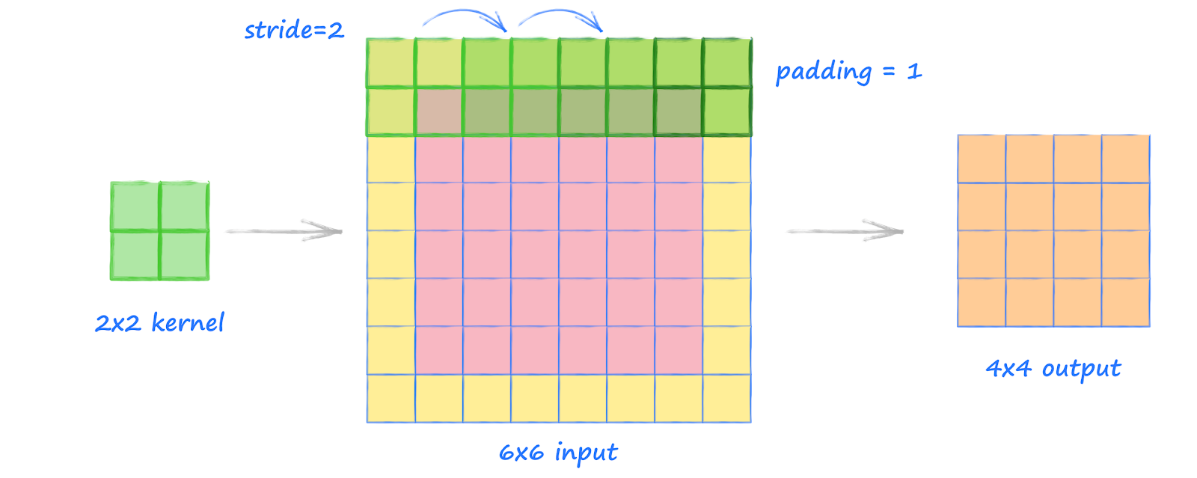 stride=2
padding = 1
2x2 kernel
6x6 input
4x4 output